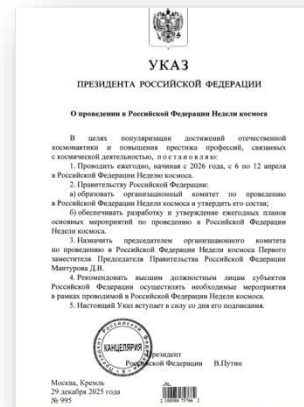 УКАЗ
ПРЕЗИДЕНТА РОССИЙСКОЙ ФЕДЕРАЦИИ
О проведении в Российской Федерации Недели космоса
В целях популяризации достижений отечественной
космонавтики и повышения престижа профессий, связанных
с космической деятельностью, п о с т а н о в л я ю:
1. Проводить ежегодно, начиная с 2026 года, с 6 по 12 апреля
в Российской Федерации Неделю космоса.
2. Правительству Российской Федерации:
а) образовать организационный комитет по проведению
в Российской Федерации Недели космоса и утвердить его состав;
б) обеспечивать разработку и утверждение ежегодных планов
основных мероприятий по проведению в Российской Федерации
Недели космоса.
3. Назначить председателем организационного комитета
по проведению в Российской Федерации Недели космоса Первого
заместителя Председателя Правительства Российской Федерации
Мантурова Д.В.
4. Рекомендовать высшим должностным лицам субъектов
Российской Федерации осуществлять необходимые мероприятия
в рамках проводимой в Российской Федерации Недели космоса.
5. Настоящий Указ вступает в силу со дня его подписания.
КАНЦЕЛЯРИЯ
Президент
Российской Федерации В.Путин
Москва, Кремль
29 декабря 2025 года
№ 995